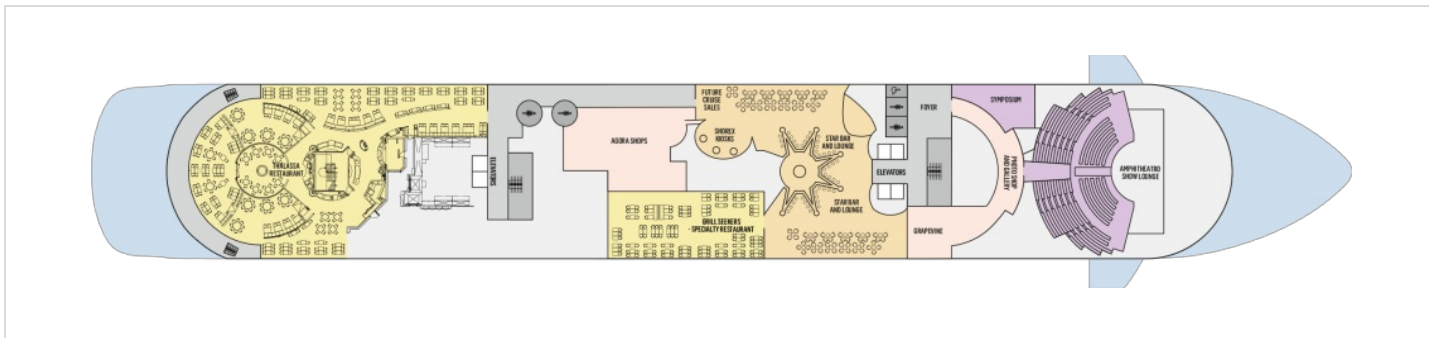 THALASSA
RESTAURANT
ELEVATORS
AGORA SHOPS
FUTURE
CRUISE
SALES
SHOREX
KIOSKS
GRILL SEEKERS
- SPECIALTY RESTAURANT
STAR BAR
AND LOUNGE
STAR BAR
AND LOUNGE
ELEVATORS
FOYER
GRAPEVINE
SYMPOSIUM
PHOTO SHOP
AND GALLERY
AMPHITHEATRO
SHOW LOUNGE